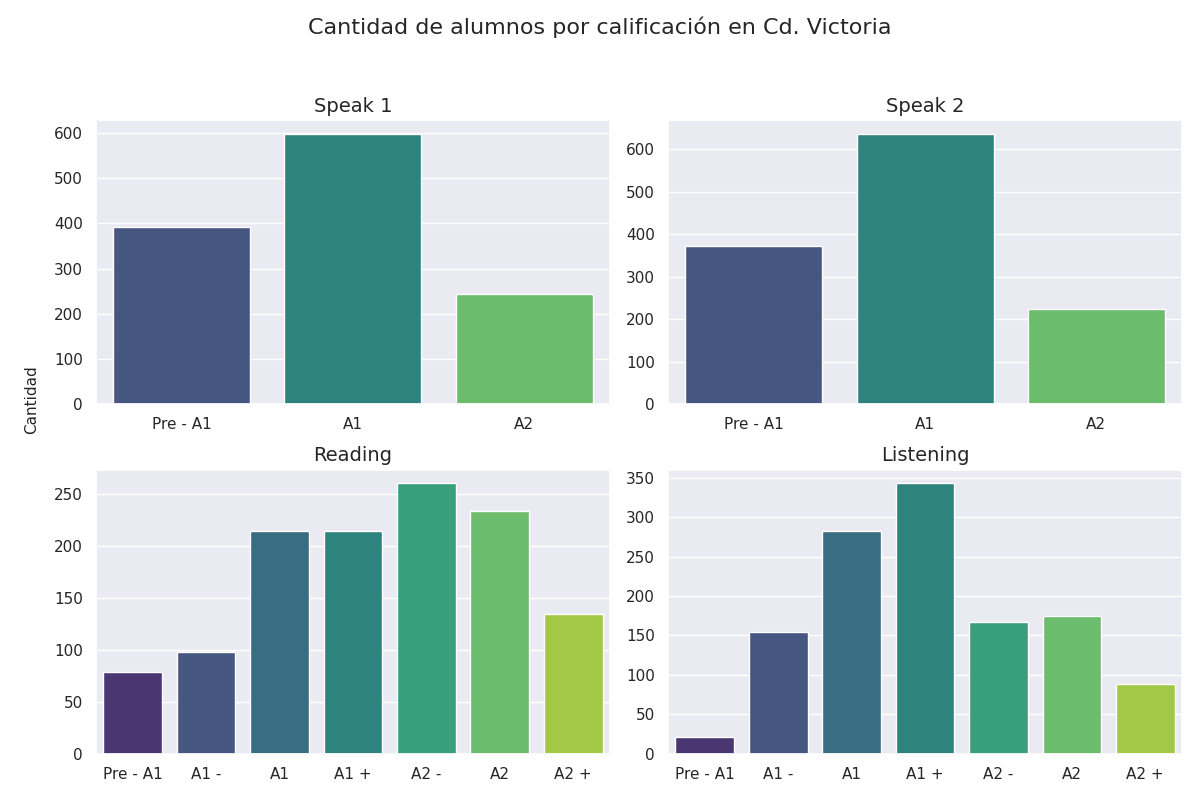 Cantidad de alumnos por calificación en Cd. Victoria
Speak 1
600
500
400
300
200
100
0
Pre - A1 A1 A2
Speak 2
600
500
400
300
200
100
0
Pre - A1 A1 A2
Cantidad
Reading
250
200
150
100
50
0
Pre - A1 A1 - A1 A1 + A2 - A2 A2 +
Listening
350
300
250
200
150
100
50
0
Pre - A1 A1 - A1 A1 + A2 - A2 A2 +